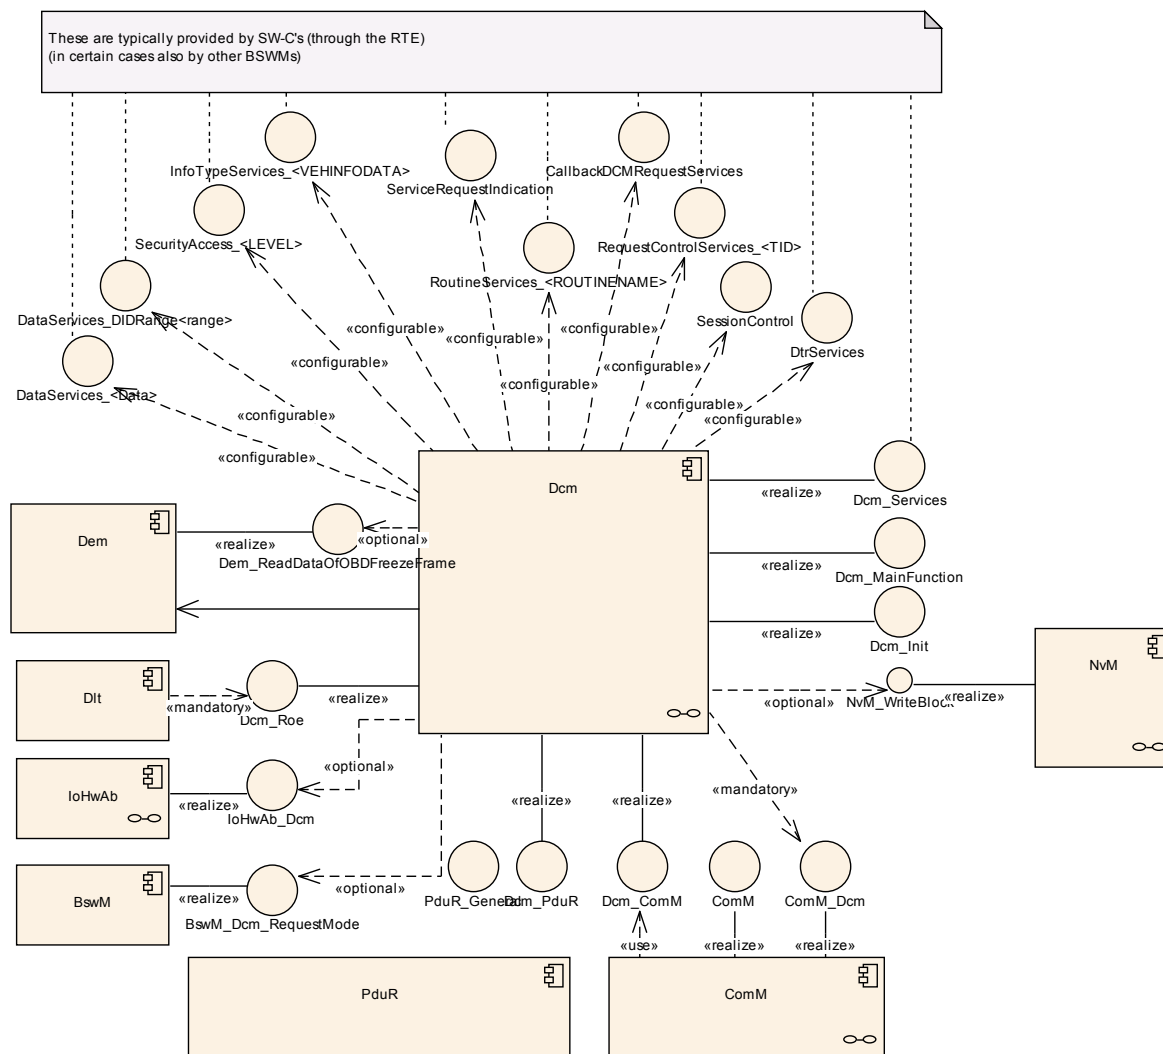 These are typically provided by SW-C's (through the RTE)
(in certain cases also by other BSWMs)
InfoTypeServices_<VEHINFODATA>
ServiceRequestIndication
CallbackDCMRequestServices
SecurityAccess_<LEVEL>
RequestControlServices_<TID>
RoutineServices_<ROUTINENAME>
DataServices_DIDRange<range>
SessionControl
DtrServices
DataServices_<Data>
«configurable»
«configurable»
«configurable»
«configurable»
«configurable»
«configurable»
«configurable»
«configurable»
«configurable»
«configurable»
Dcm
«realize»
Dcm_Services
Dem
«realize»
«optional»
Dem_ReadDataOfOBDFreezeFrame
«realize»
Dcm_MainFunction
«realize»
Dcm_Init
NvM
Dlt
«mandatory»
Dcm_Roe
«realize»
«optional»
NvM_WriteBlock
«realize»
IoHwAb
«realize»
IoHwAb_Dcm
«optional»
«realize»
«realize»
«mandatory»
BswM
«realize»
BswM_Dcm_RequestMode
«optional»
PduR_General
Dcm_PduR
Dcm_ComM
ComM
ComM_Dcm
«use»
«realize»
«realize»
PduR
ComM